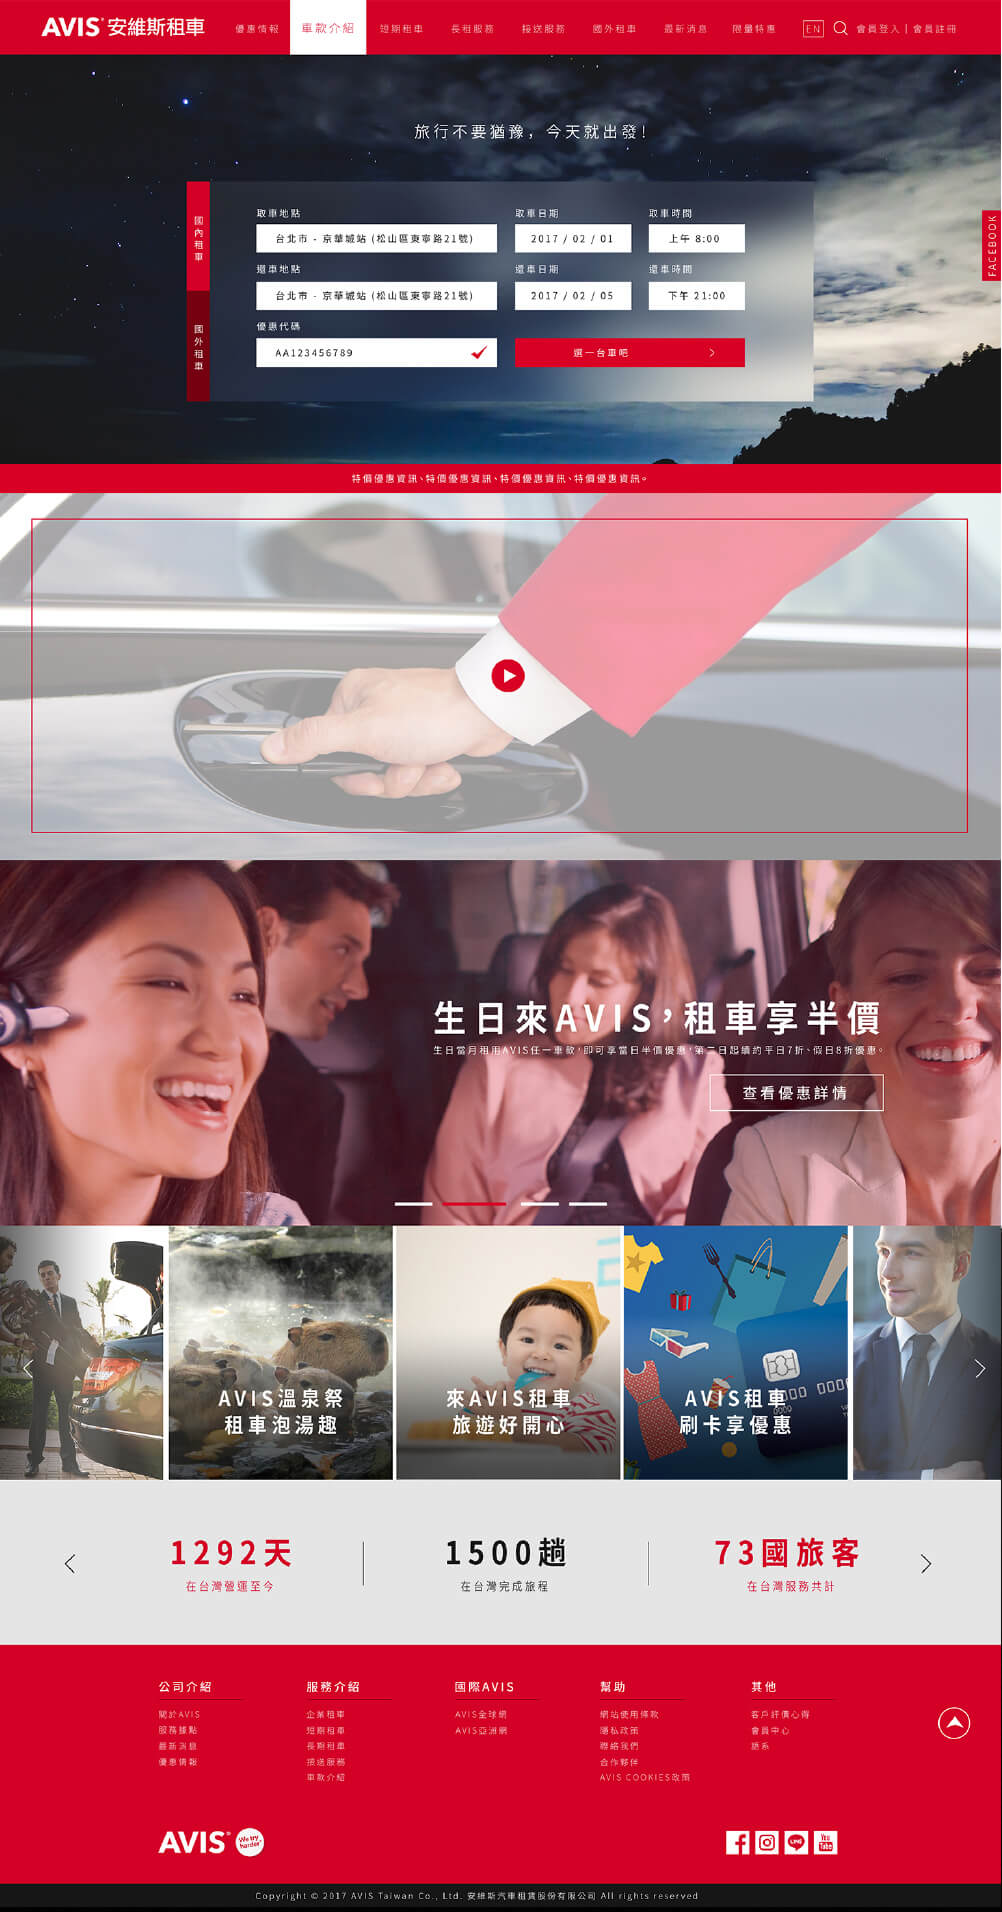 AVIS 安維斯租車
優惠情報
車款介紹
短期租車
長租服務
接送服務
國外租車
最新消息
限量特惠
EN
會員登入 | 會員註冊
旅行不要猶豫，今天就出發!
國內租車
國外租車
取車地點
取車日期
取車時間
台北市 - 京華城站 (松山區東寧路21號)
2017 / 02 / 01
上午 8:00
還車地點
還車日期
還車時間
台北市 - 京華城站 (松山區東寧路21號)
2017 / 02 / 05
下午 21:00
優惠代碼
AA123456789
選一台車吧
FACEBOOK
特價優惠資訊、特價優惠資訊、特價優惠資訊、特價優惠資訊。
生日來AVIS，租車享半價
生日當月租用AVIS任一車款，即可享當日半價優惠，第二日起續約平日7折、假日8折優惠。
查看優惠詳情
AVIS溫泉祭
租車泡湯趣
來AVIS租車
旅遊好開心
AVIS租車
刷卡享優惠
1292天
在台灣營運至今
1500趟
在台灣完成旅程
73國旅客
在台灣服務共計
公司介紹
關於AVIS
服務據點
最新消息
優惠情報
服務介紹
企業租車
短期租車
長期租車
接送服務
車款介紹
國際AVIS
AVIS全球網
AVIS亞洲網
幫助
網站使用條款
隱私政策
聯絡我們
合作夥伴
AVIS COOKIES政策
其他
客戶評價心得
會員中心
語系
AVIS
We try
harder
LINE
You
Tube
Copyright © 2017 AVIS Taiwan Co., Ltd. 安維斯汽車租賃股份有限公司 All rights reserved